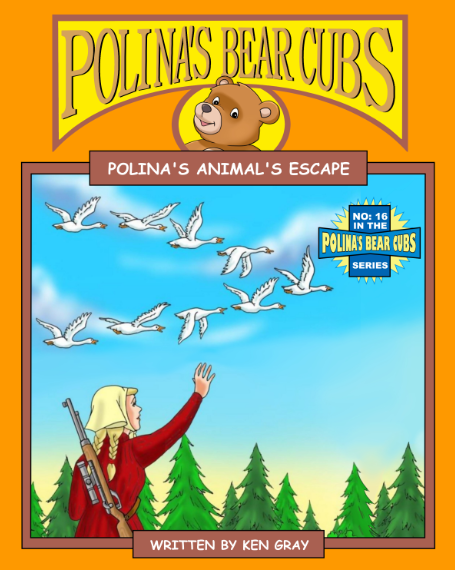 POLINA'S BEAR CUBS
POLINA'S ANIMAL'S ESCAPE
NO: 16
IN THE
POLINA'S BEAR CUBS
SERIES
WRITTEN BY KEN GRAY